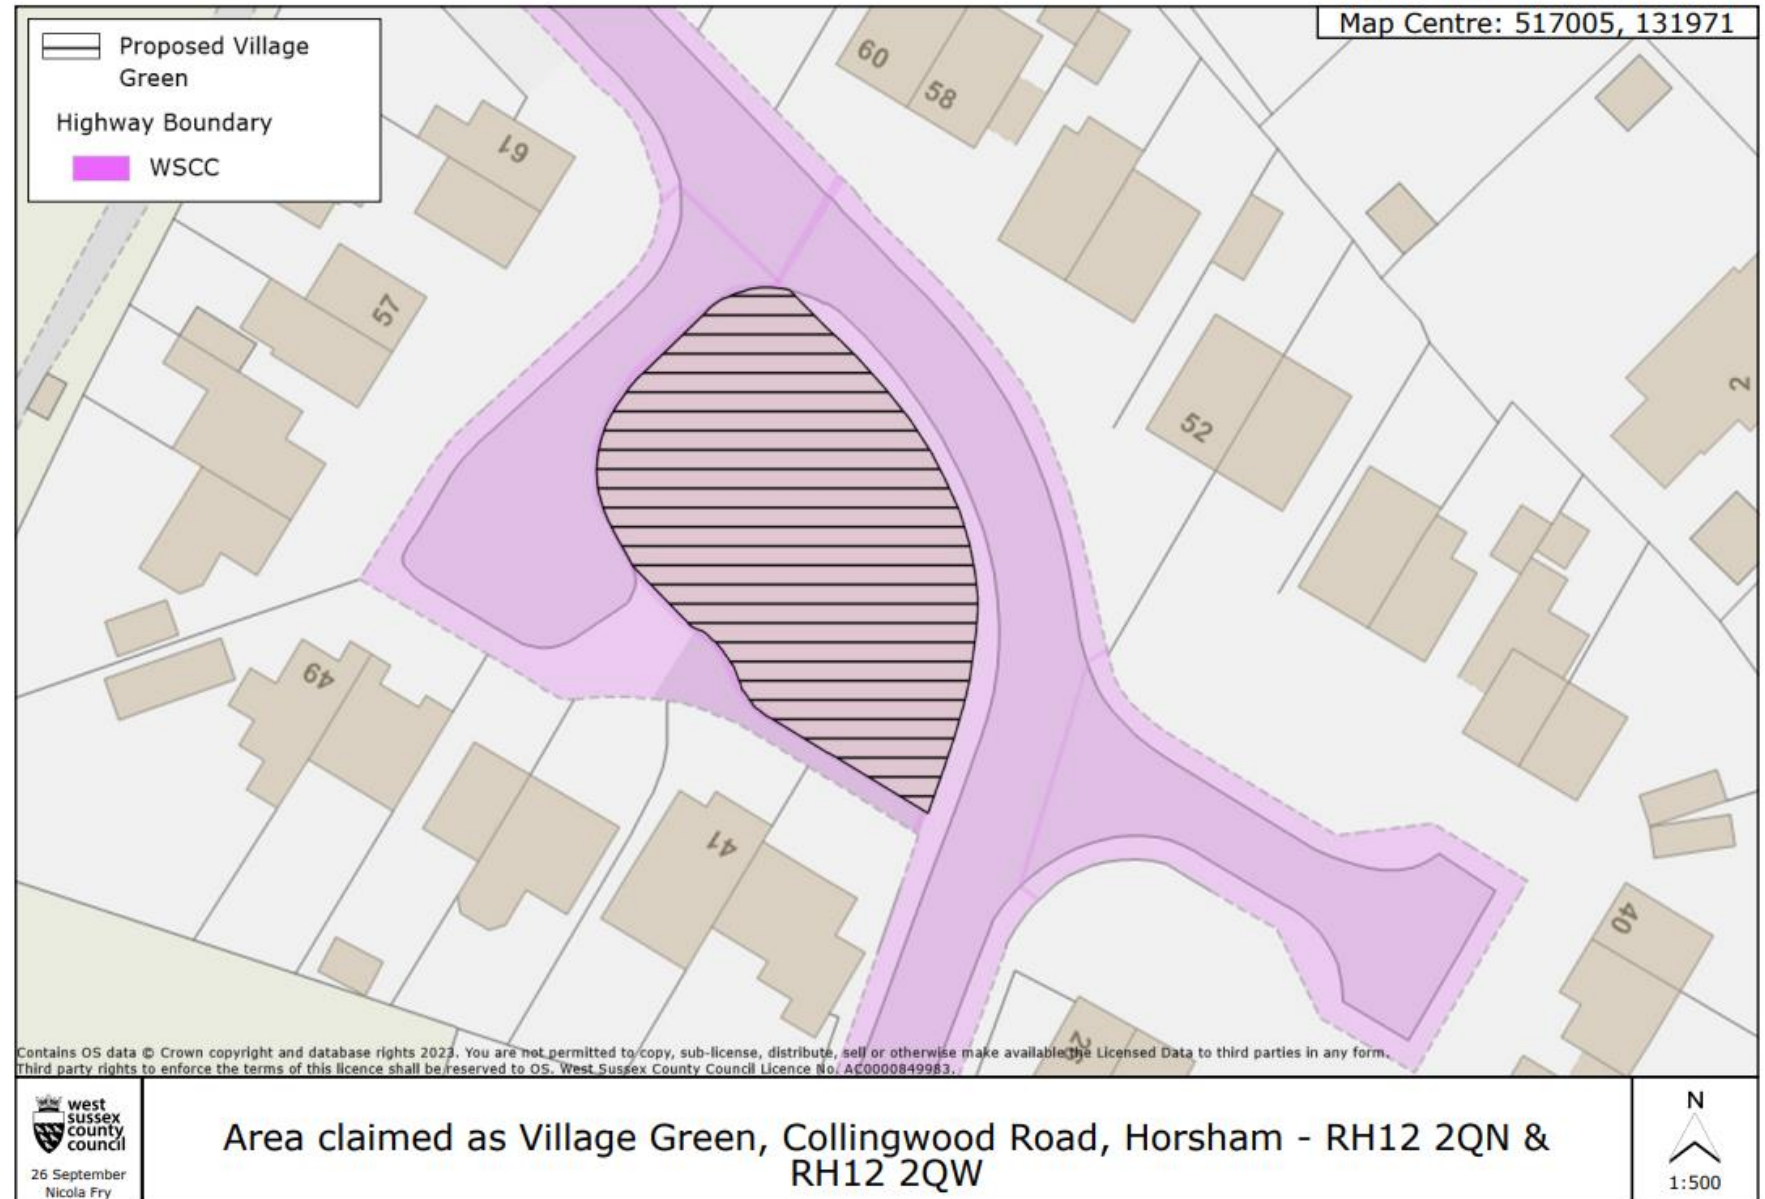 Map Centre: 517005, 131971
Proposed Village
Green
Highway Boundary
WSCC
60
58
61
57
52
2
49
41
40
26
Contains OS data © Crown copyright and database rights 2023. You are not permitted to copy, sub-license, distribute, sell or otherwise make available the Licensed Data to third parties in any form.
Third party rights to enforce the terms of this licence shall be reserved to OS. West Sussex County Council Licence No. AC0000849983.
west
sussex
county
council
26 September
Nicola Fry
Area claimed as Village Green, Collingwood Road, Horsham - RH12 2QN &
RH12 2QW
N
1:500